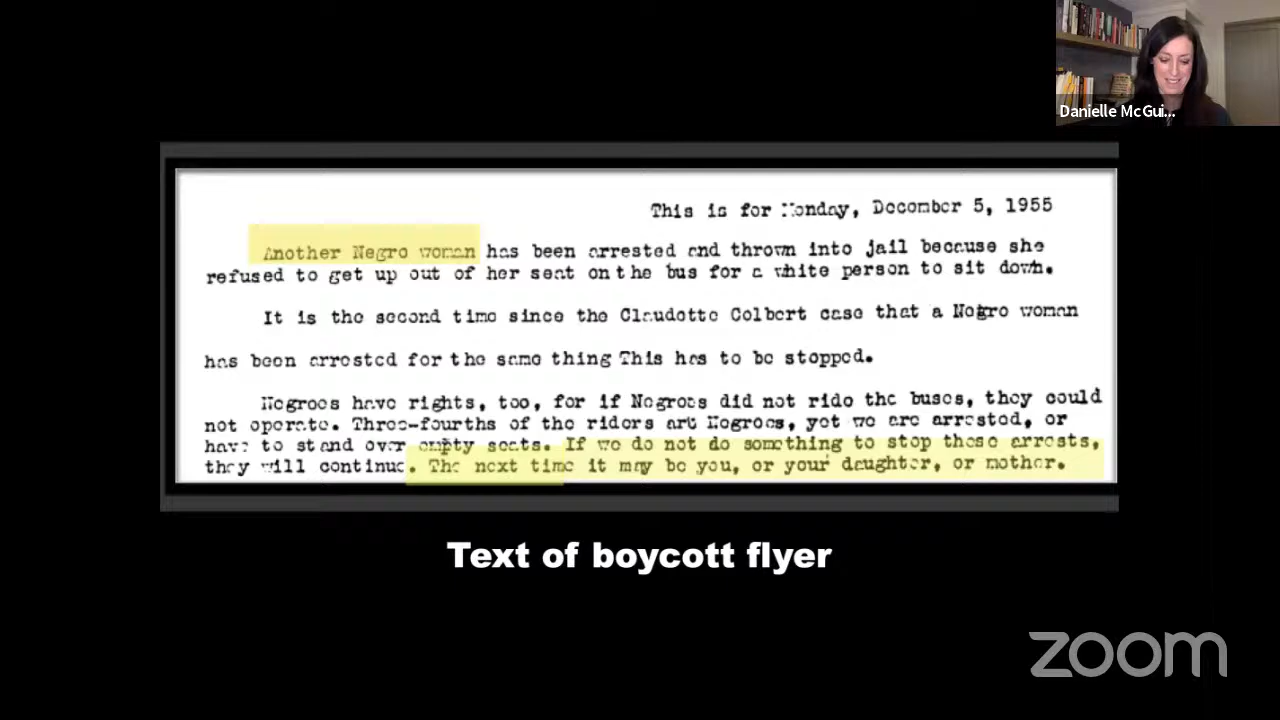 Danielle McGui...
This is for Monday, December 5, 1955
Another Negro woman has been arrested and thrown into jail because she
refused to get up out of her seat on the bus for a white person to sit down.
It is the second time since the Claudette Colbert case that a Negro woman
has been arrested for the same thing This has to be stopped.
Negroes have rights, too, for if Negroes did not ride the buses, they could
not operate. Three-fourths of the riders are Negroes, yet we are arrested, or
have to stand over empty seats. If we do not do something to stop these arrests,
they will continue. The next time it may be you, or your daughter, or mother.
Text of boycott flyer
zoom